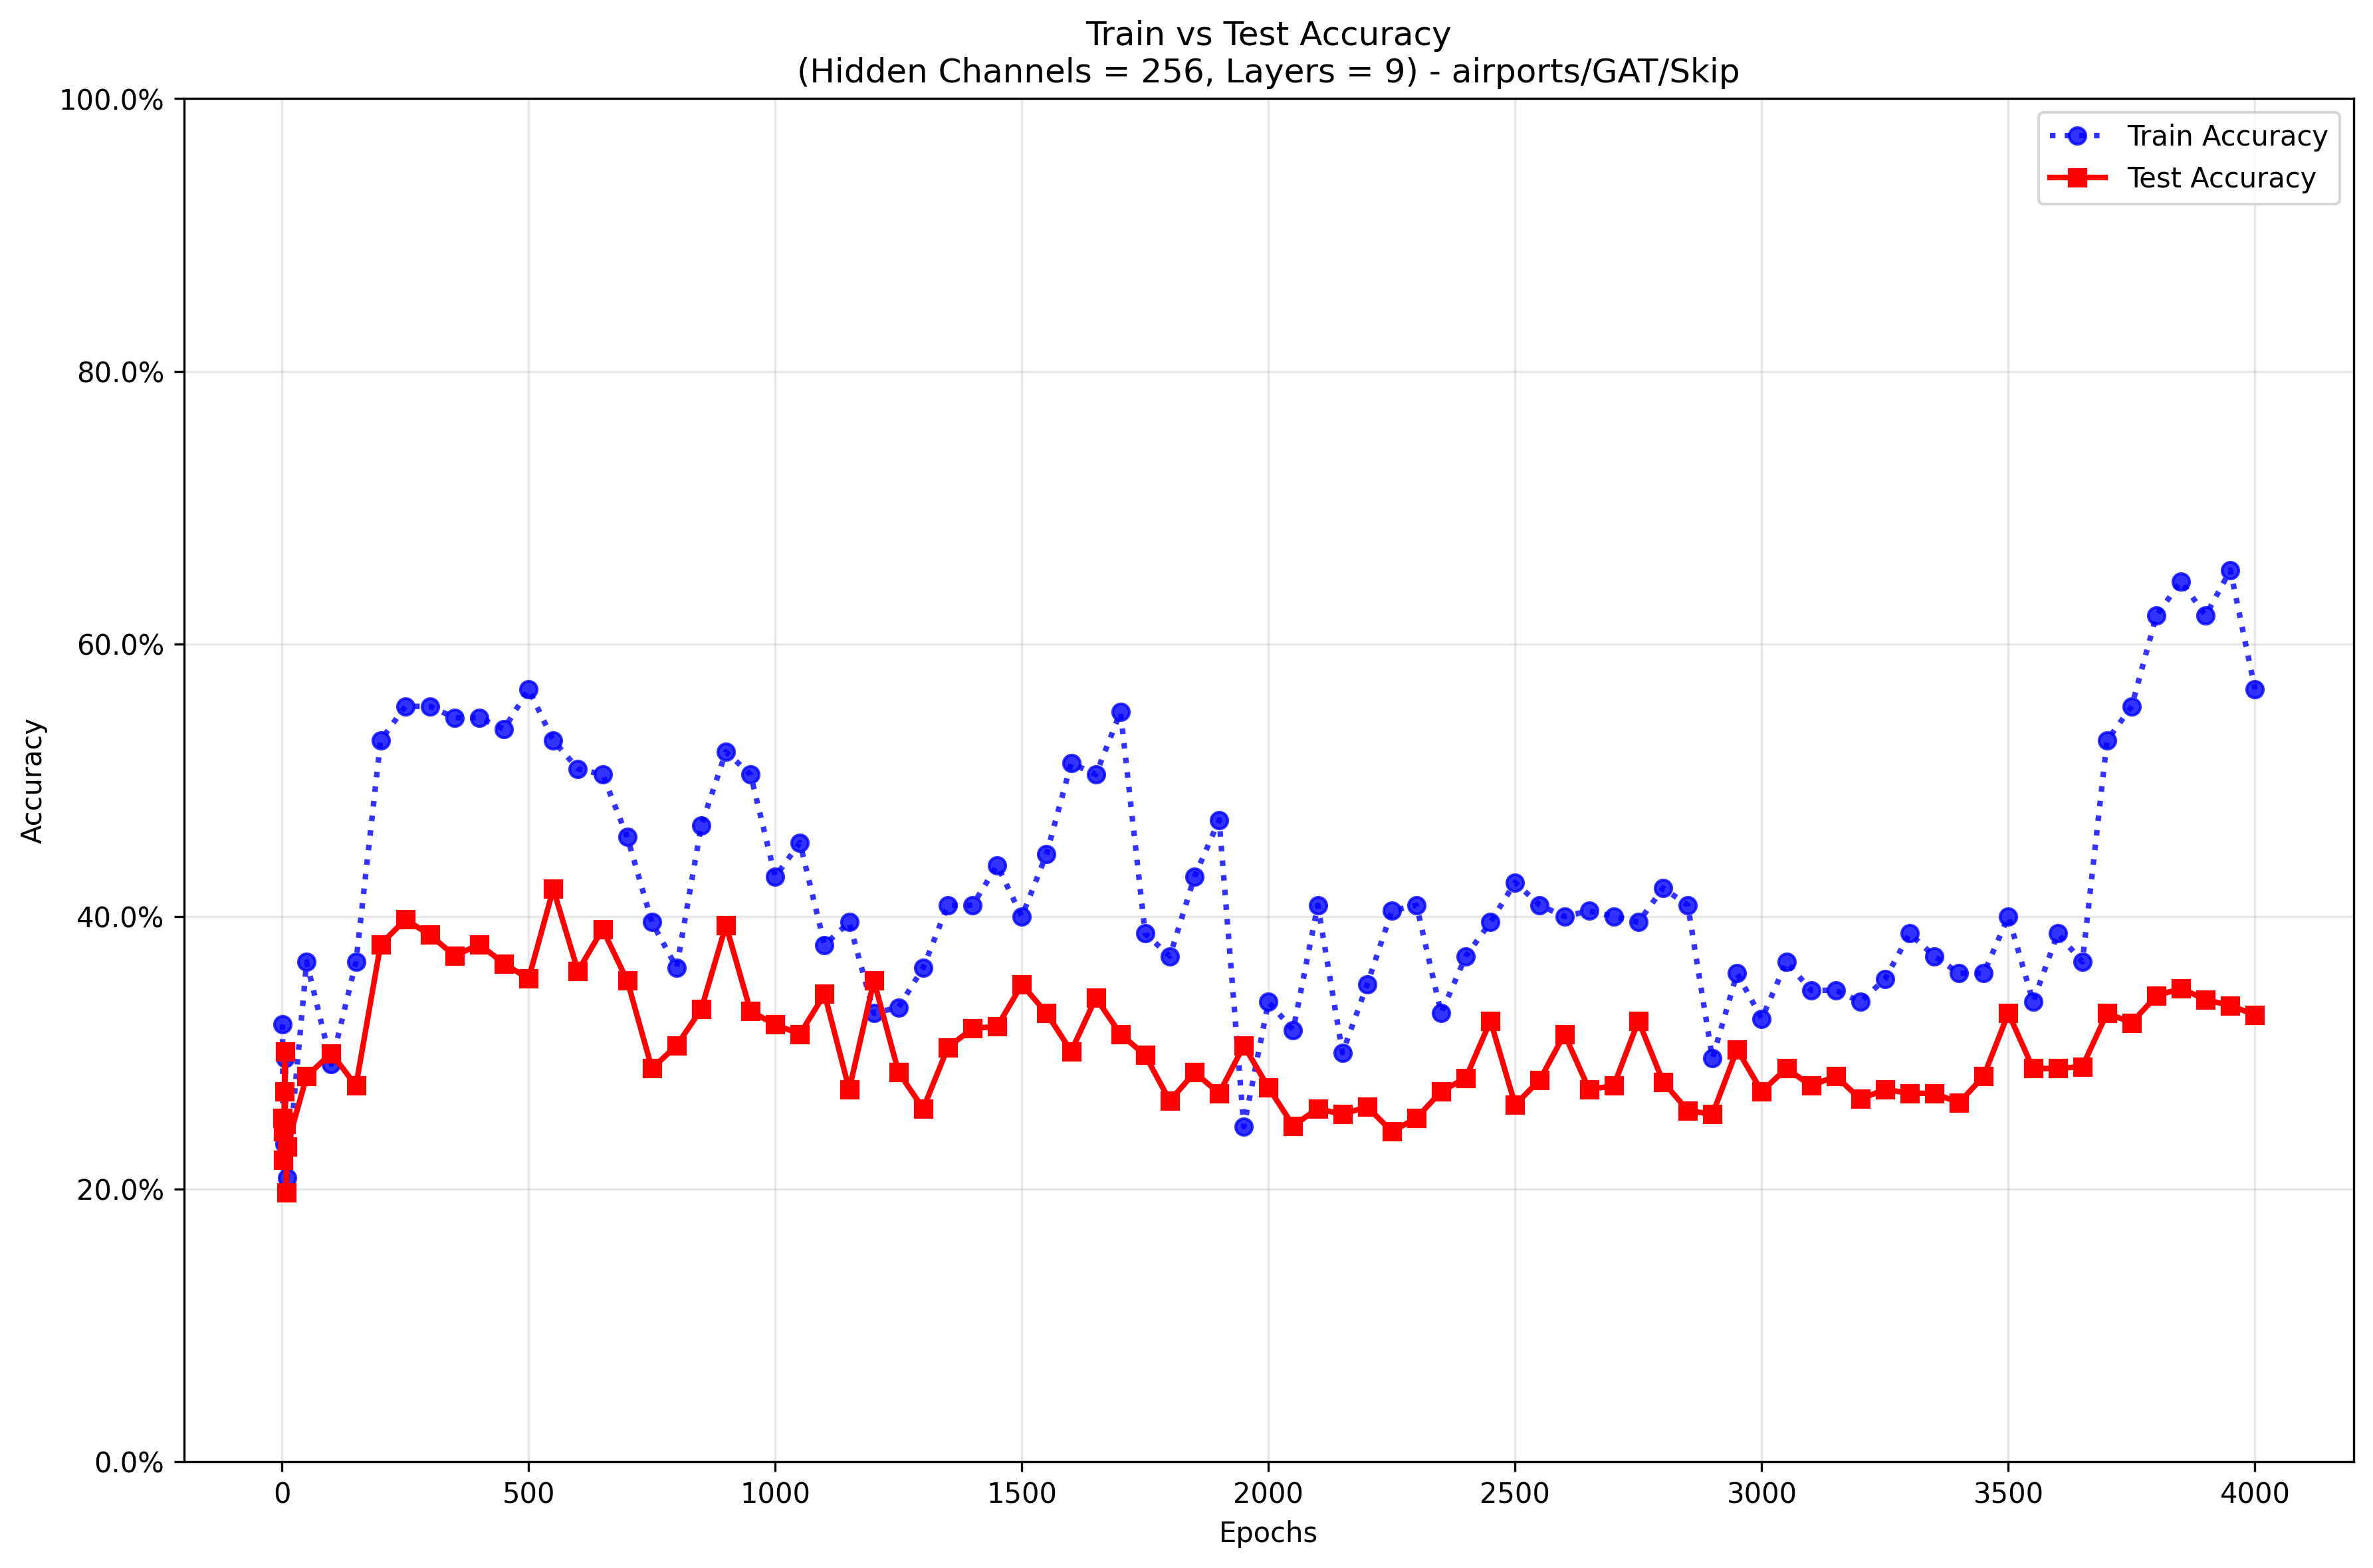 Train vs Test Accuracy
(Hidden Channels = 256, Layers = 9) - airports/GAT/Skip
100.0%
80.0%
60.0%
40.0%
20.0%
0.0%
Accuracy
Train Accuracy
Test Accuracy
0 500 1000 1500 2000 2500 3000 3500 4000
Epochs